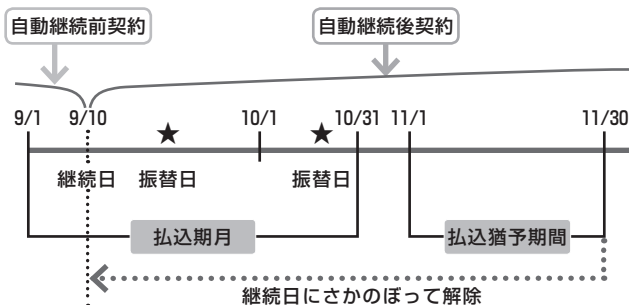 自動継続前契約
自動継続後契約
9/1 9/10 10/1 10/31 11/1 11/30
★ ★
継続日 振替日 振替日
払込期月 払込猶予期間
継続日にさかのぼって解除